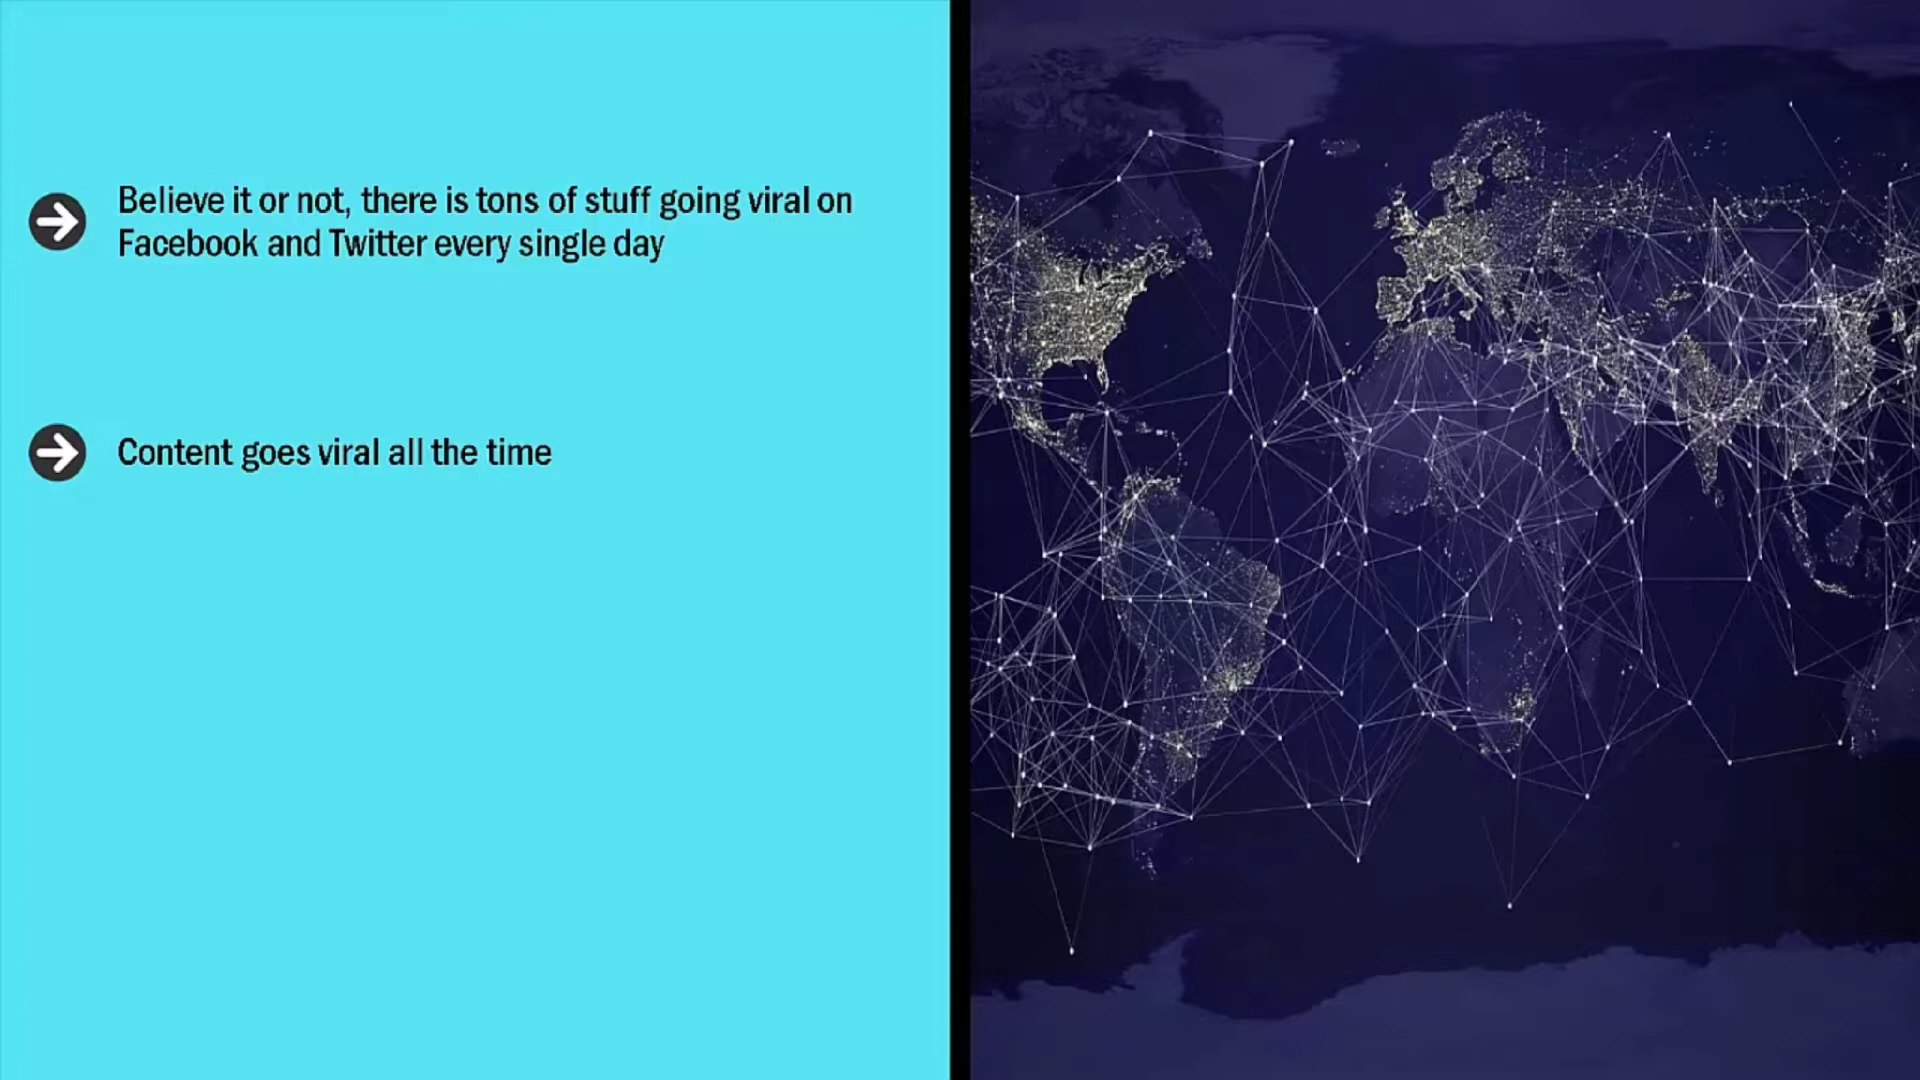 Believe it or not, there is tons of stuff going viral on
Facebook and Twitter every single day
Content goes viral all the time